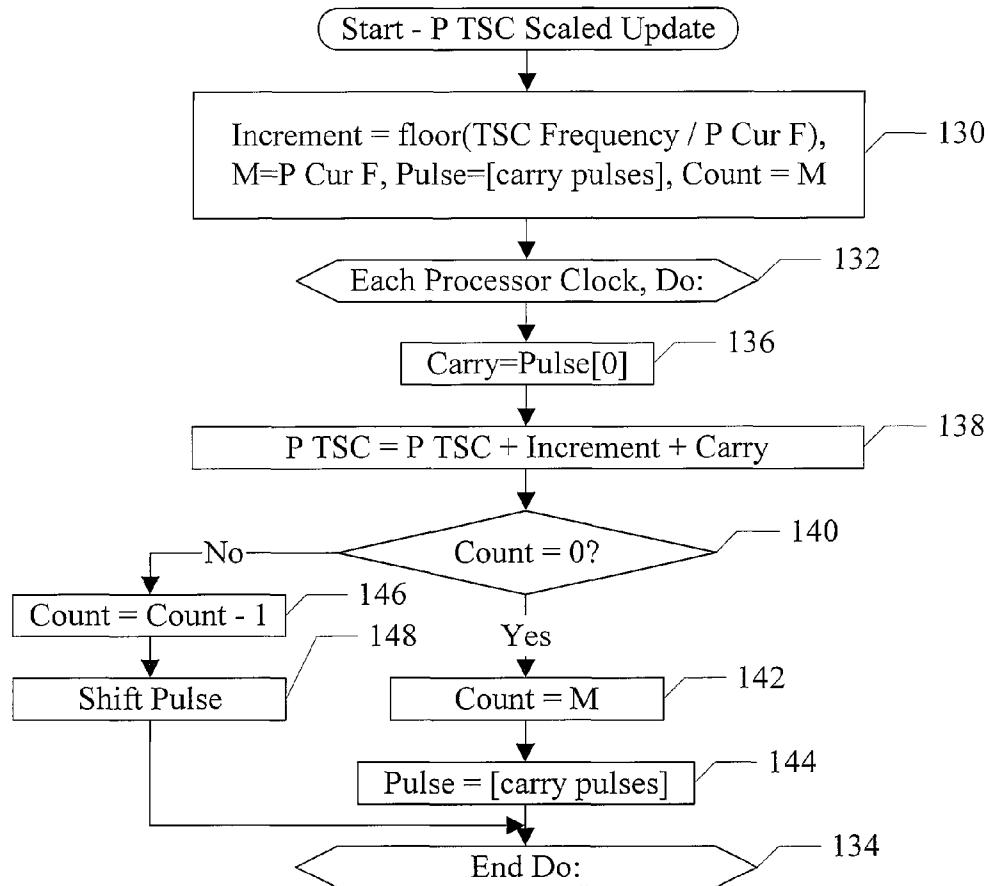 Start - P TSC Scaled Update
Increment = floor(TSC Frequency / P Cur F),
M=P Cur F, Pulse=[carry pulses], Count = M
130
Each Processor Clock, Do:
132
Carry=Pulse[0]
136
P TSC = P TSC + Increment + Carry
138
Count = 0?
140
No
Yes
Count = Count - 1
146
Shift Pulse
148
Count = M
142
Pulse = [carry pulses]
144
End Do:
134